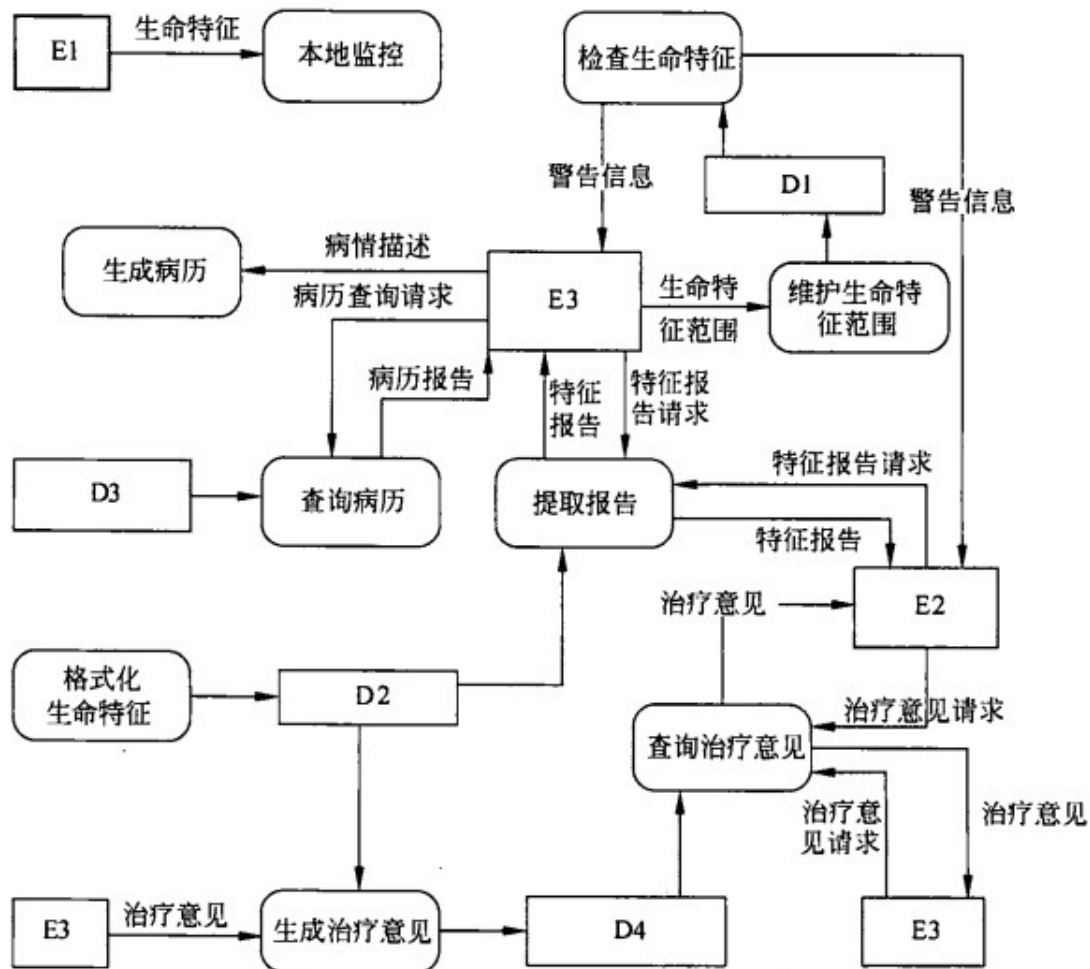 E1
生命特征
本地监控
检查生命特征
警告信息
D1
警告信息
生成病历
病情描述
病历查询请求
E3
生命特
征范围
维护生命特
征范围
病历报告
特征
报告
特征报
告请求
D3
查询病历
提取报告
特征报告请求
特征报告
E2
治疗意见
格式化
生命特征
D2
治疗意见请求
查询治疗意见
治疗意
见请求
治疗意见
E3
治疗意见
生成治疗意见
D4
E3